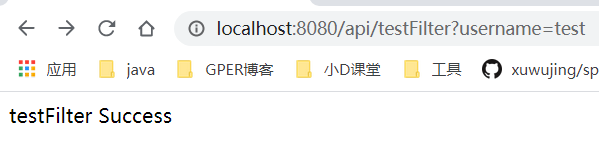 localhost:8080/api/testFilter?username=test
应用 java GPER博客 小D课堂 工具 xuwujing/sp
testFilter Success